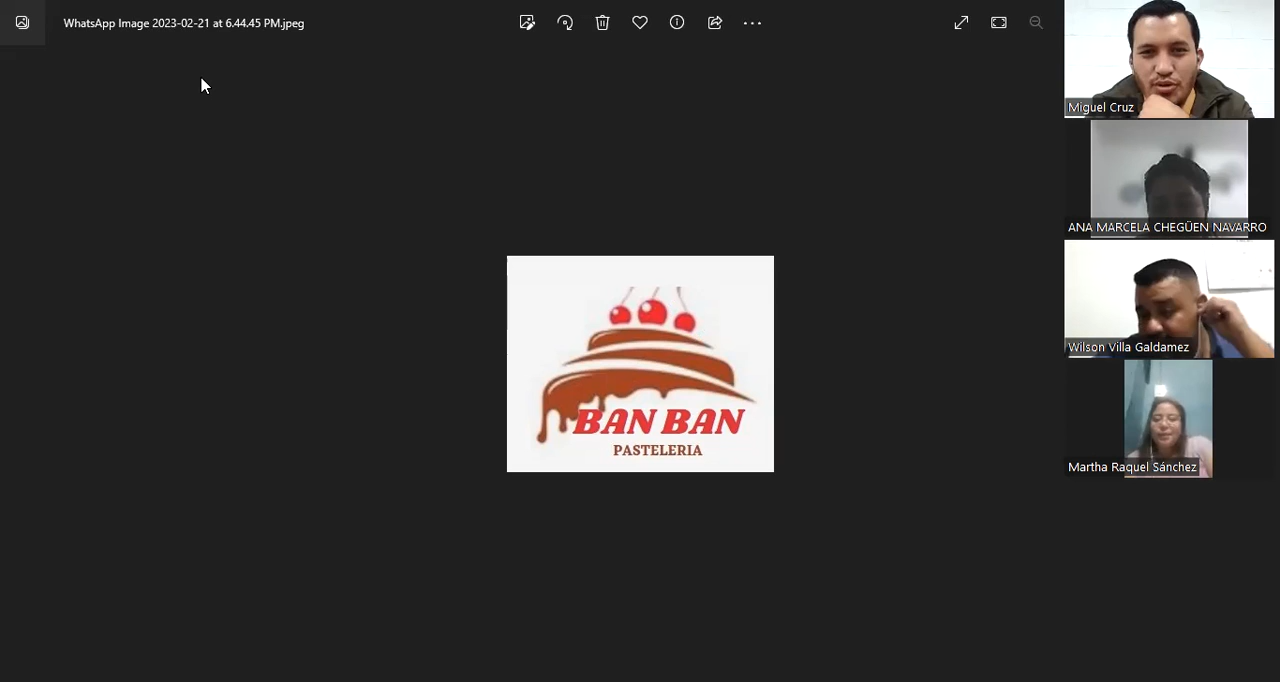 WhatsApp Image 2023-02-21 at 6.44.45 PM.jpeg
Miguel Cruz
ANA MARCELA CHEGÜEN NAVARRO
Wilson Villa Galdamez
BAN BAN
PASTELERIA
Martha Raquel Sánchez